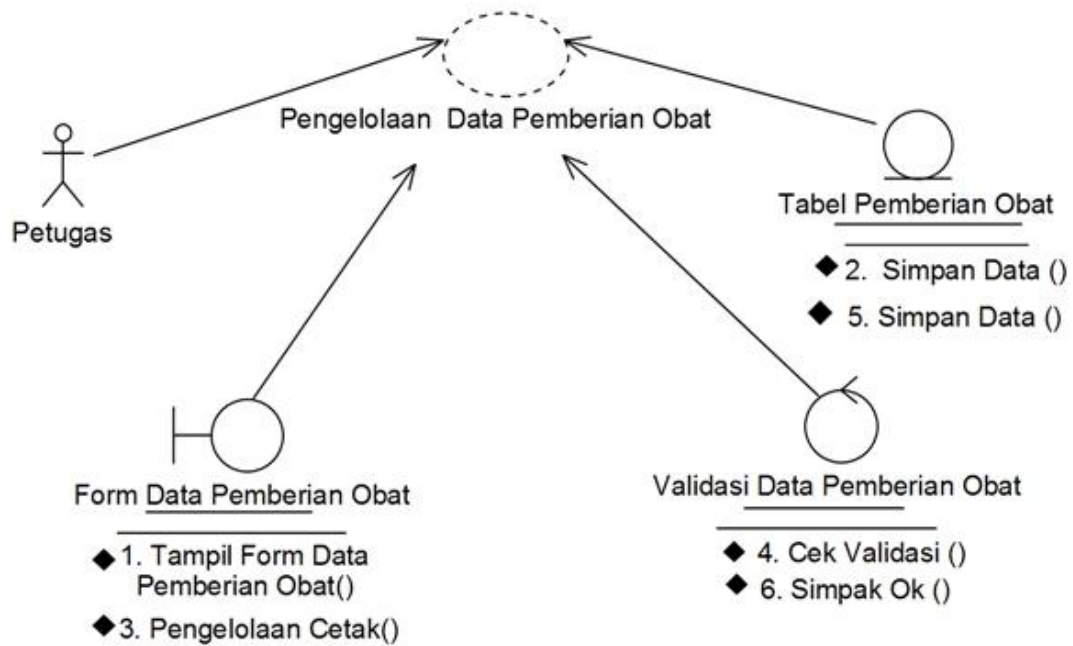 Pengelolaan Data Pemberian Obat
Petugas
Tabel Pemberian Obat
2. Simpan Data ()
5. Simpan Data ()
Form Data Pemberian Obat
1. Tampil Form Data
Pemberian Obat()
3. Pengelolaan Cetak()
Validasi Data Pemberian Obat
4. Cek Validasi ()
6. Simpak Ok ()